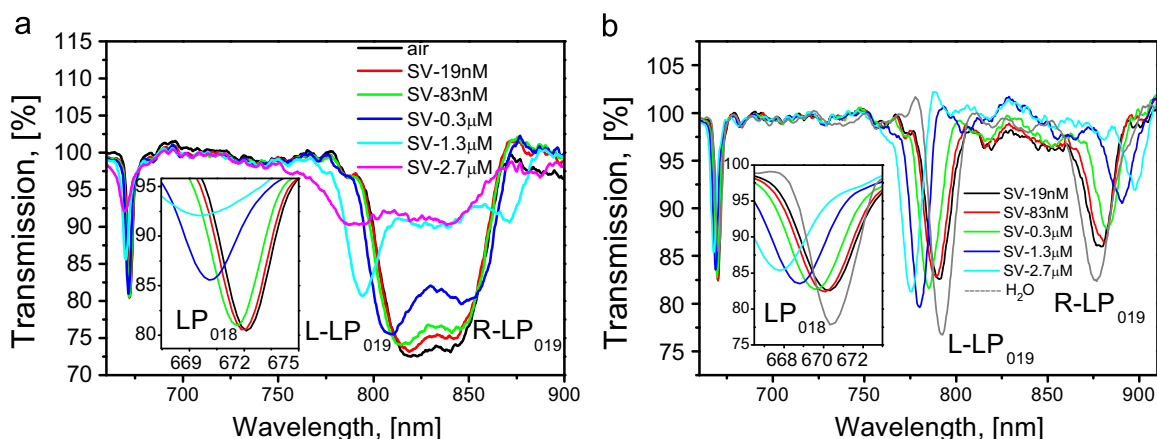 a
Transmission, [%]
115
110
105
100
95
90
85
80
75
70
700
750
800
850
900
Wavelength, [nm]
air
SV-19nM
SV-83nM
SV-0.3μM
SV-1.3μM
SV-2.7μM
95
90
85
80
669
672
675
LP018
L-LP019
R-LP019
b
Transmission, [%]
105
100
95
90
85
80
75
700
750
800
850
900
Wavelength, [nm]
SV-19nM
SV-83nM
SV-0.3μM
SV-1.3μM
SV-2.7μM
H2O
100
95
90
85
80
75
668
670
672
LP018
L-LP019
R-LP019